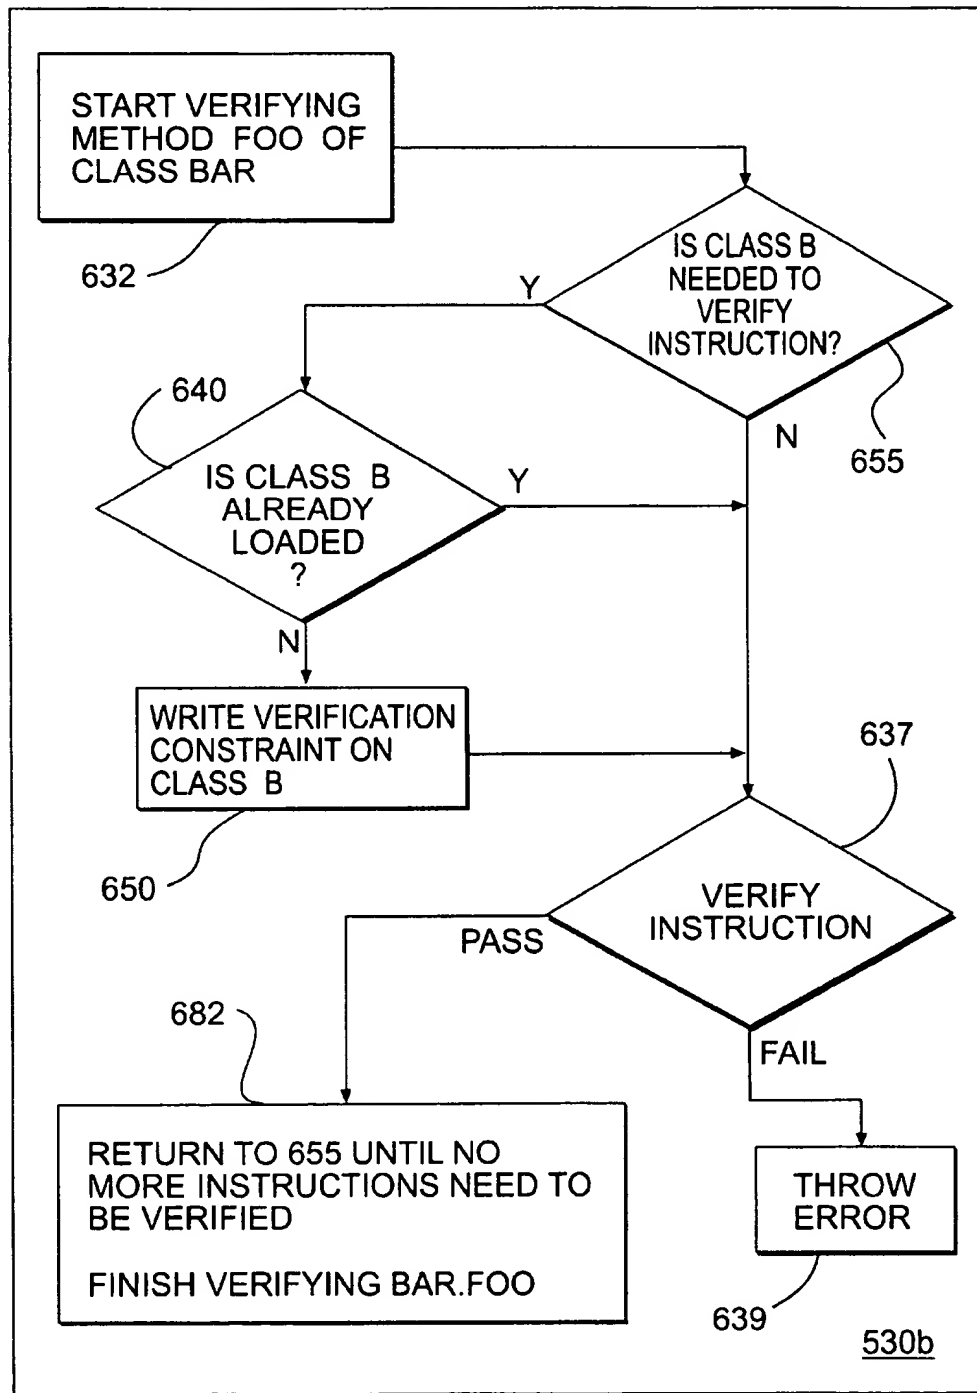 START VERIFYING
METHOD FOO OF
CLASS BAR
632
IS CLASS B
NEEDED TO
VERIFY
INSTRUCTION?
Y
N
655
640
IS CLASS B
ALREADY
LOADED
?
Y
N
WRITE VERIFICATION
CONSTRAINT ON
CLASS B
650
637
VERIFY
INSTRUCTION
PASS
FAIL
682
RETURN TO 655 UNTIL NO
MORE INSTRUCTIONS NEED TO
BE VERIFIED
FINISH VERIFYING BAR.FOO
THROW
ERROR
639
530b